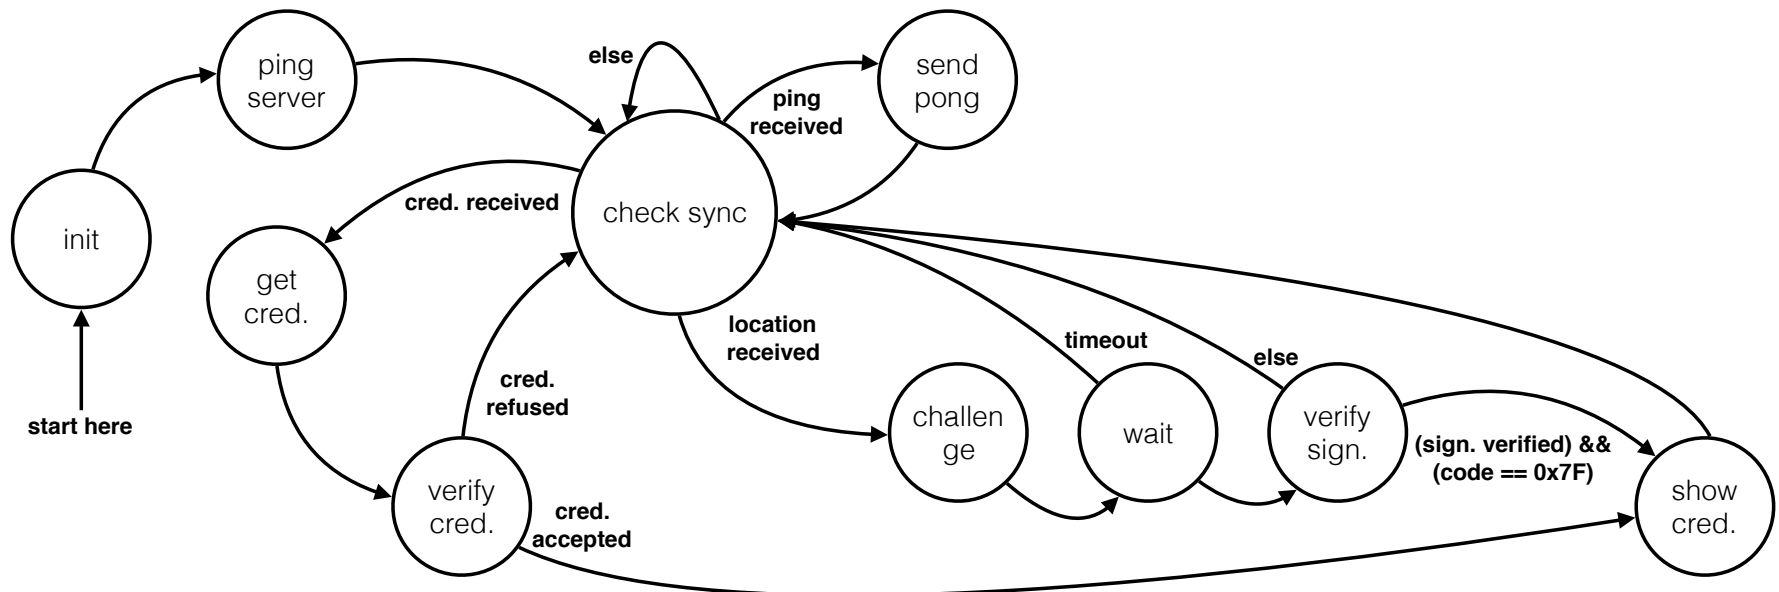 ping
server
else
send
pong
ping
received
cred. received
check sync
init
get
cred.
location
received
timeout
else
cred.
refused
start here
challen
ge
wait
verify
sign.
(sign. verified) &&
(code == 0x7F)
verify
cred.
cred.
accepted
show
cred.